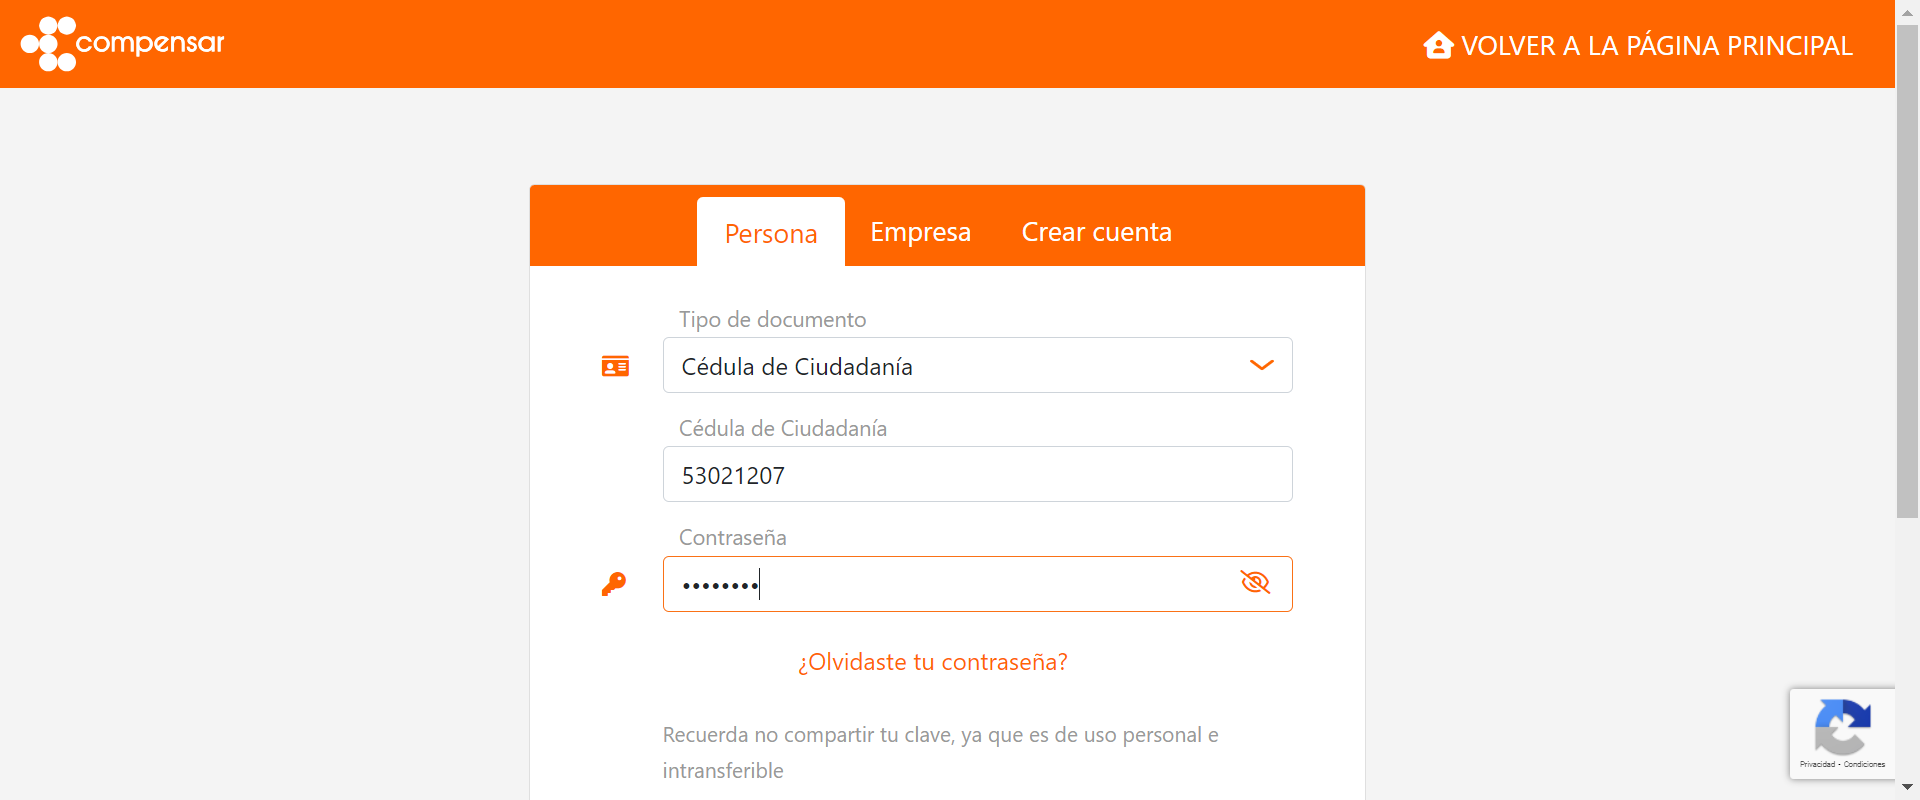 compensar
VOLVER A LA PÁGINA PRINCIPAL
Persona
Empresa
Crear cuenta
Tipo de documento
Cédula de Ciudadanía
Cédula de Ciudadanía
53021207
Contraseña
••••••••
¿Olvidaste tu contraseña?
Recuerda no compartir tu clave, ya que es de uso personal e
intransferible
Privacidad - Condiciones